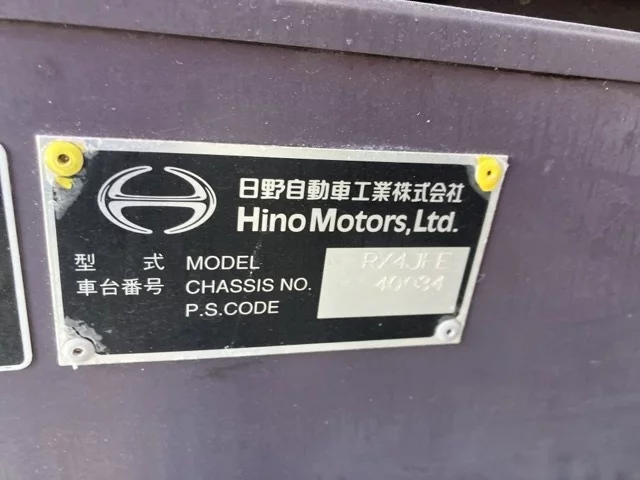 日野自動車工業株式会社
Hino Motors, Ltd.
型 式 MODEL
車台番号 CHASSIS NO.
P.S.CODE